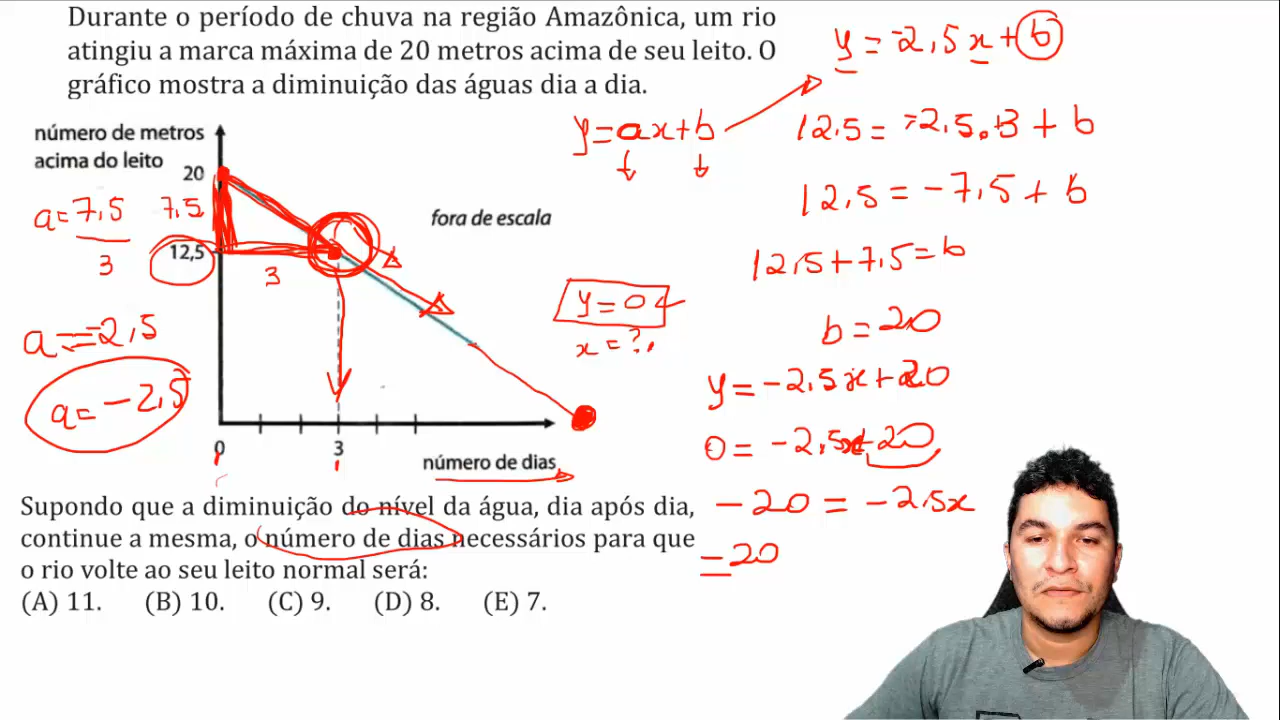 Durante o período de chuva na região Amazônica, um rio
atingiu a marca máxima de 20 metros acima de seu leito. O
gráfico mostra a diminuição das águas dia a dia.
número de metros
acima do leito
20
12,5
fora de escala
0
3
número de dias
a=7,5
3
7,5
3
a=-2,5
a=-2,5
y=ax+b
y=0
x=?
y=-2,5x+b
12,5=-2,5.3+b
12,5=-7,5+b
12,5+7,5=b
b=20
y=-2,5x+20
0=-2,5x+20
-20=-2,5x
-20
Supondo que a diminuição do nível da água, dia após dia,
continue a mesma, o número de dias necessários para que
o rio volte ao seu leito normal será:
(A) 11. (B) 10. (C) 9. (D) 8. (E) 7.